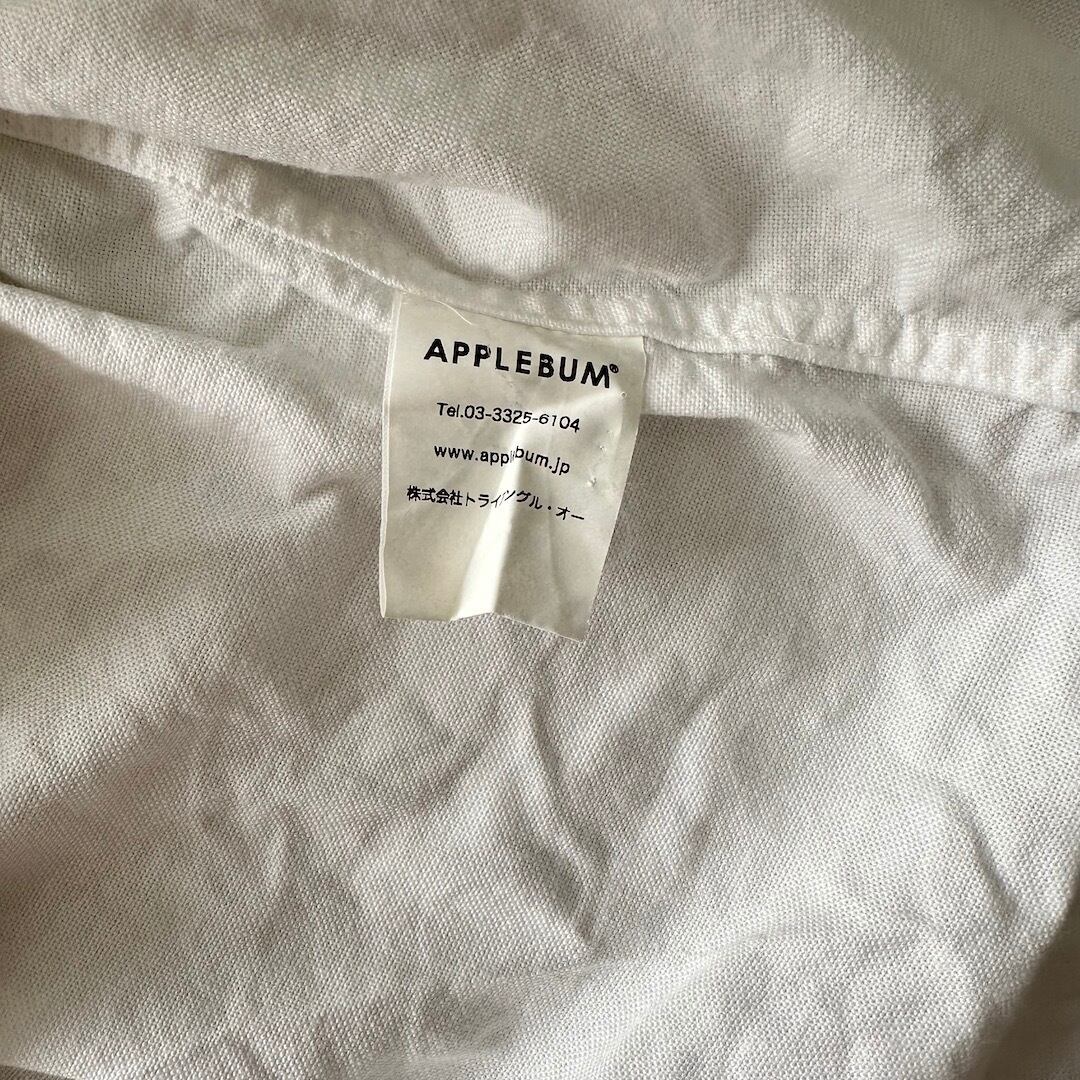 APPLEBUM®
Tel.03-3325-6104
www.applebum.jp
株式会社トライアングル・オー